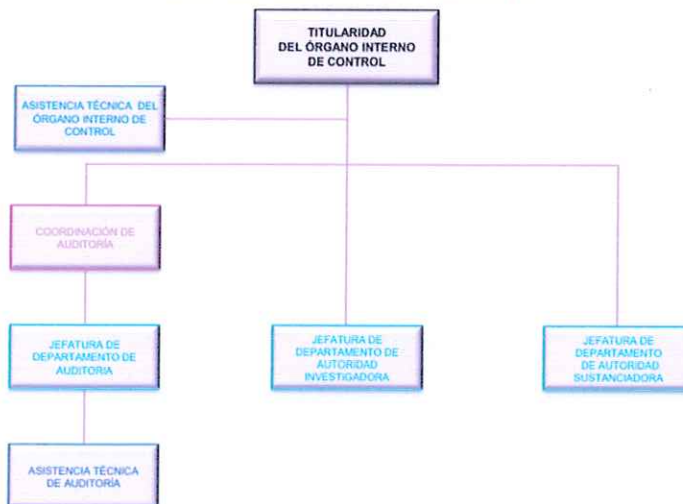 TITULARIDAD
DEL ÓRGANO INTERNO
DE CONTROL
ASISTENCIA TÉCNICA DEL
ÓRGANO INTERNO DE
CONTROL
COORDINACIÓN DE
AUDITORÍA
JEFATURA DE
DEPARTAMENTO DE
AUDITORIA
JEFATURA DE
DEPARTAMENTO DE
AUTORIDAD
INVESTIGADORA
JEFATURA DE
DEPARTAMENTO
DE AUTORIDAD
SUSTANCIADORA
ASISTENCIA TÉCNICA
DE AUDITORÍA